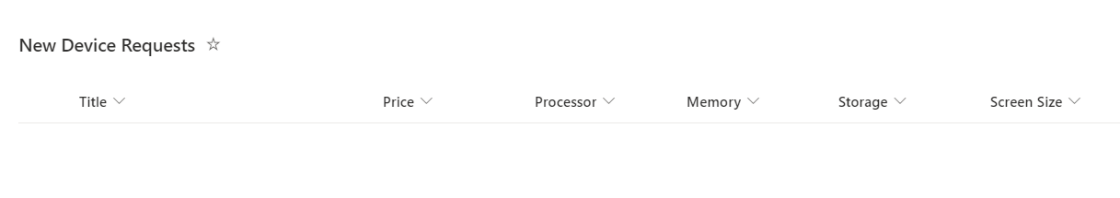 New Device Requests
Title Price Processor Memory Storage Screen Size